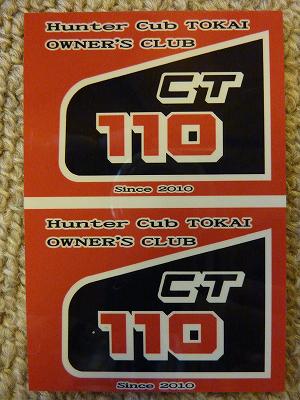 Hunter Cub TOKAI
OWNER'S CLUB
CT
110
Since 2010
Hunter Cub TOKAI
OWNER'S CLUB
CT
110
Since 2010